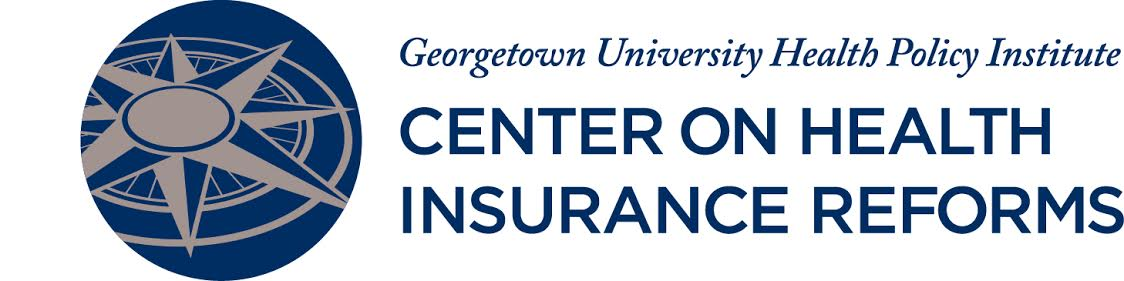 Georgetown University Health Policy Institute
CENTER ON HEALTH
INSURANCE REFORMS